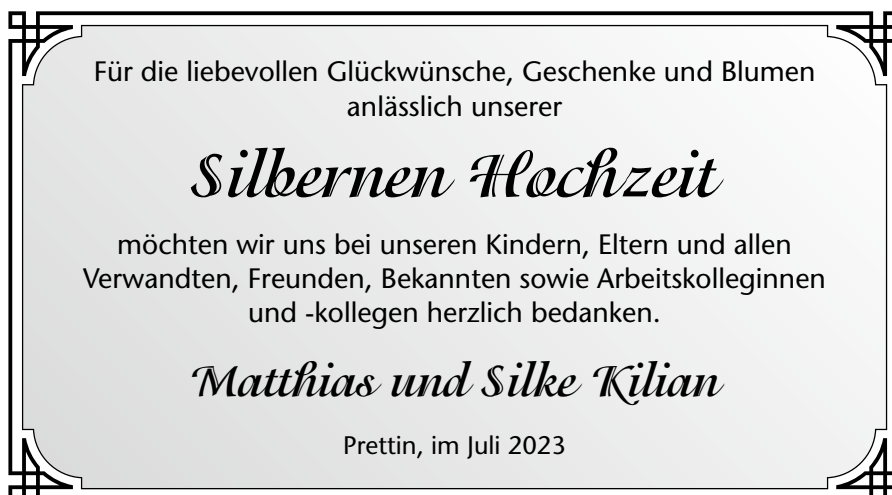 Für die liebevollen Glückwünsche, Geschenke und Blumen
anlässlich unserer
Silbernen Hochzeit
möchten wir uns bei unseren Kindern, Eltern und allen
Verwandten, Freunden, Bekannten sowie Arbeitskolleginnen
und -kollegen herzlich bedanken.
Matthias und Silke Kilian
Prettin, im Juli 2023